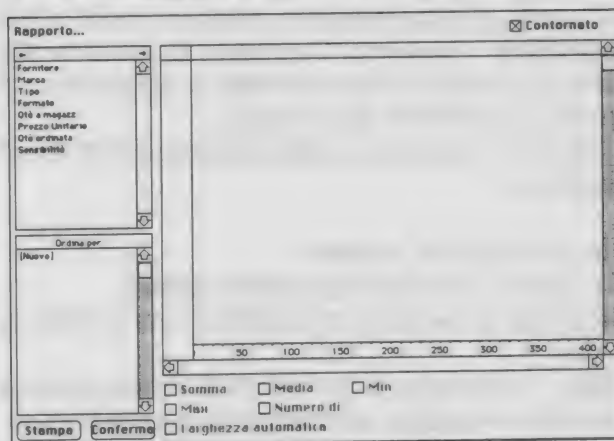 Rapporto...
Contornato
Fornitore
Marca
Tipo
Formato
Qtà a magazz
Prezzo Unitario
Qtà ordinata
Sensibilità
Ordina per
[Nuovo]
50 100 150 200 250 300 350 400
Somma Media Min
Max Numero di
Larghezza automatica
Stampa Conferma